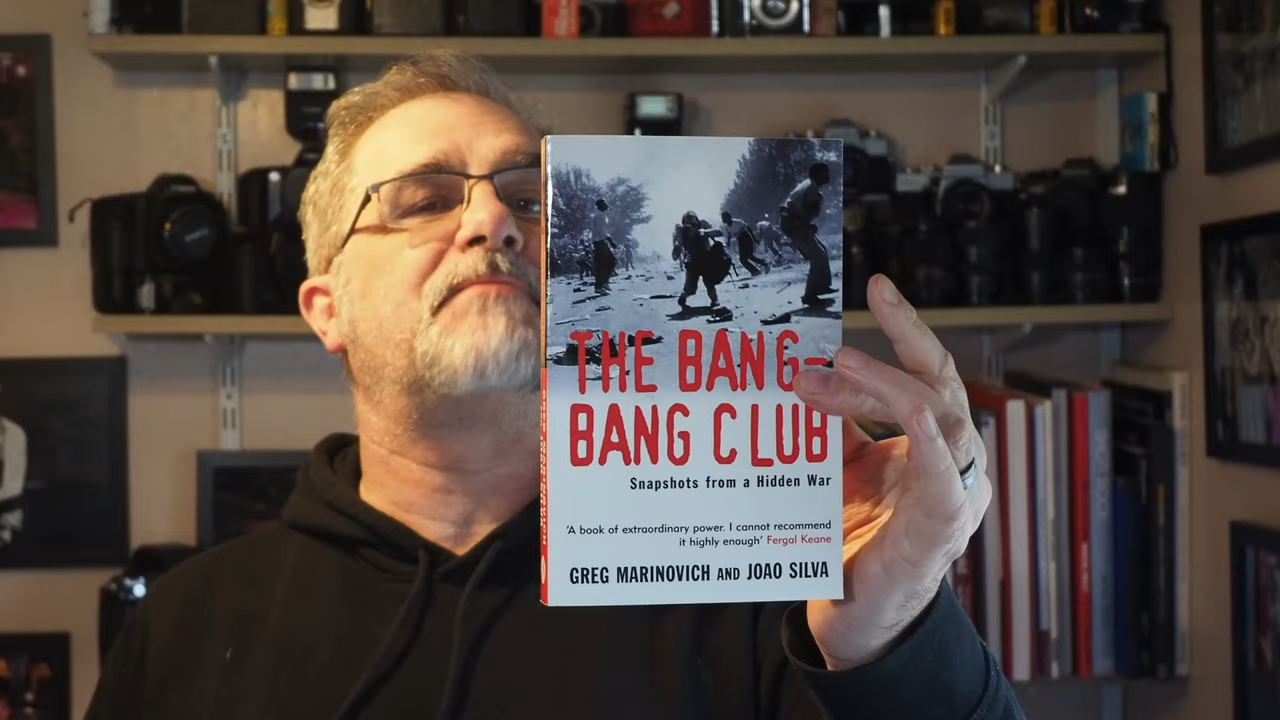 THE BANG-
BANG CLUB
Snapshots from a Hidden War
‘A book of extraordinary power. I cannot recommend
it highly enough’ Fergal Keane
GREG MARINOVICH AND JOAO SILVA